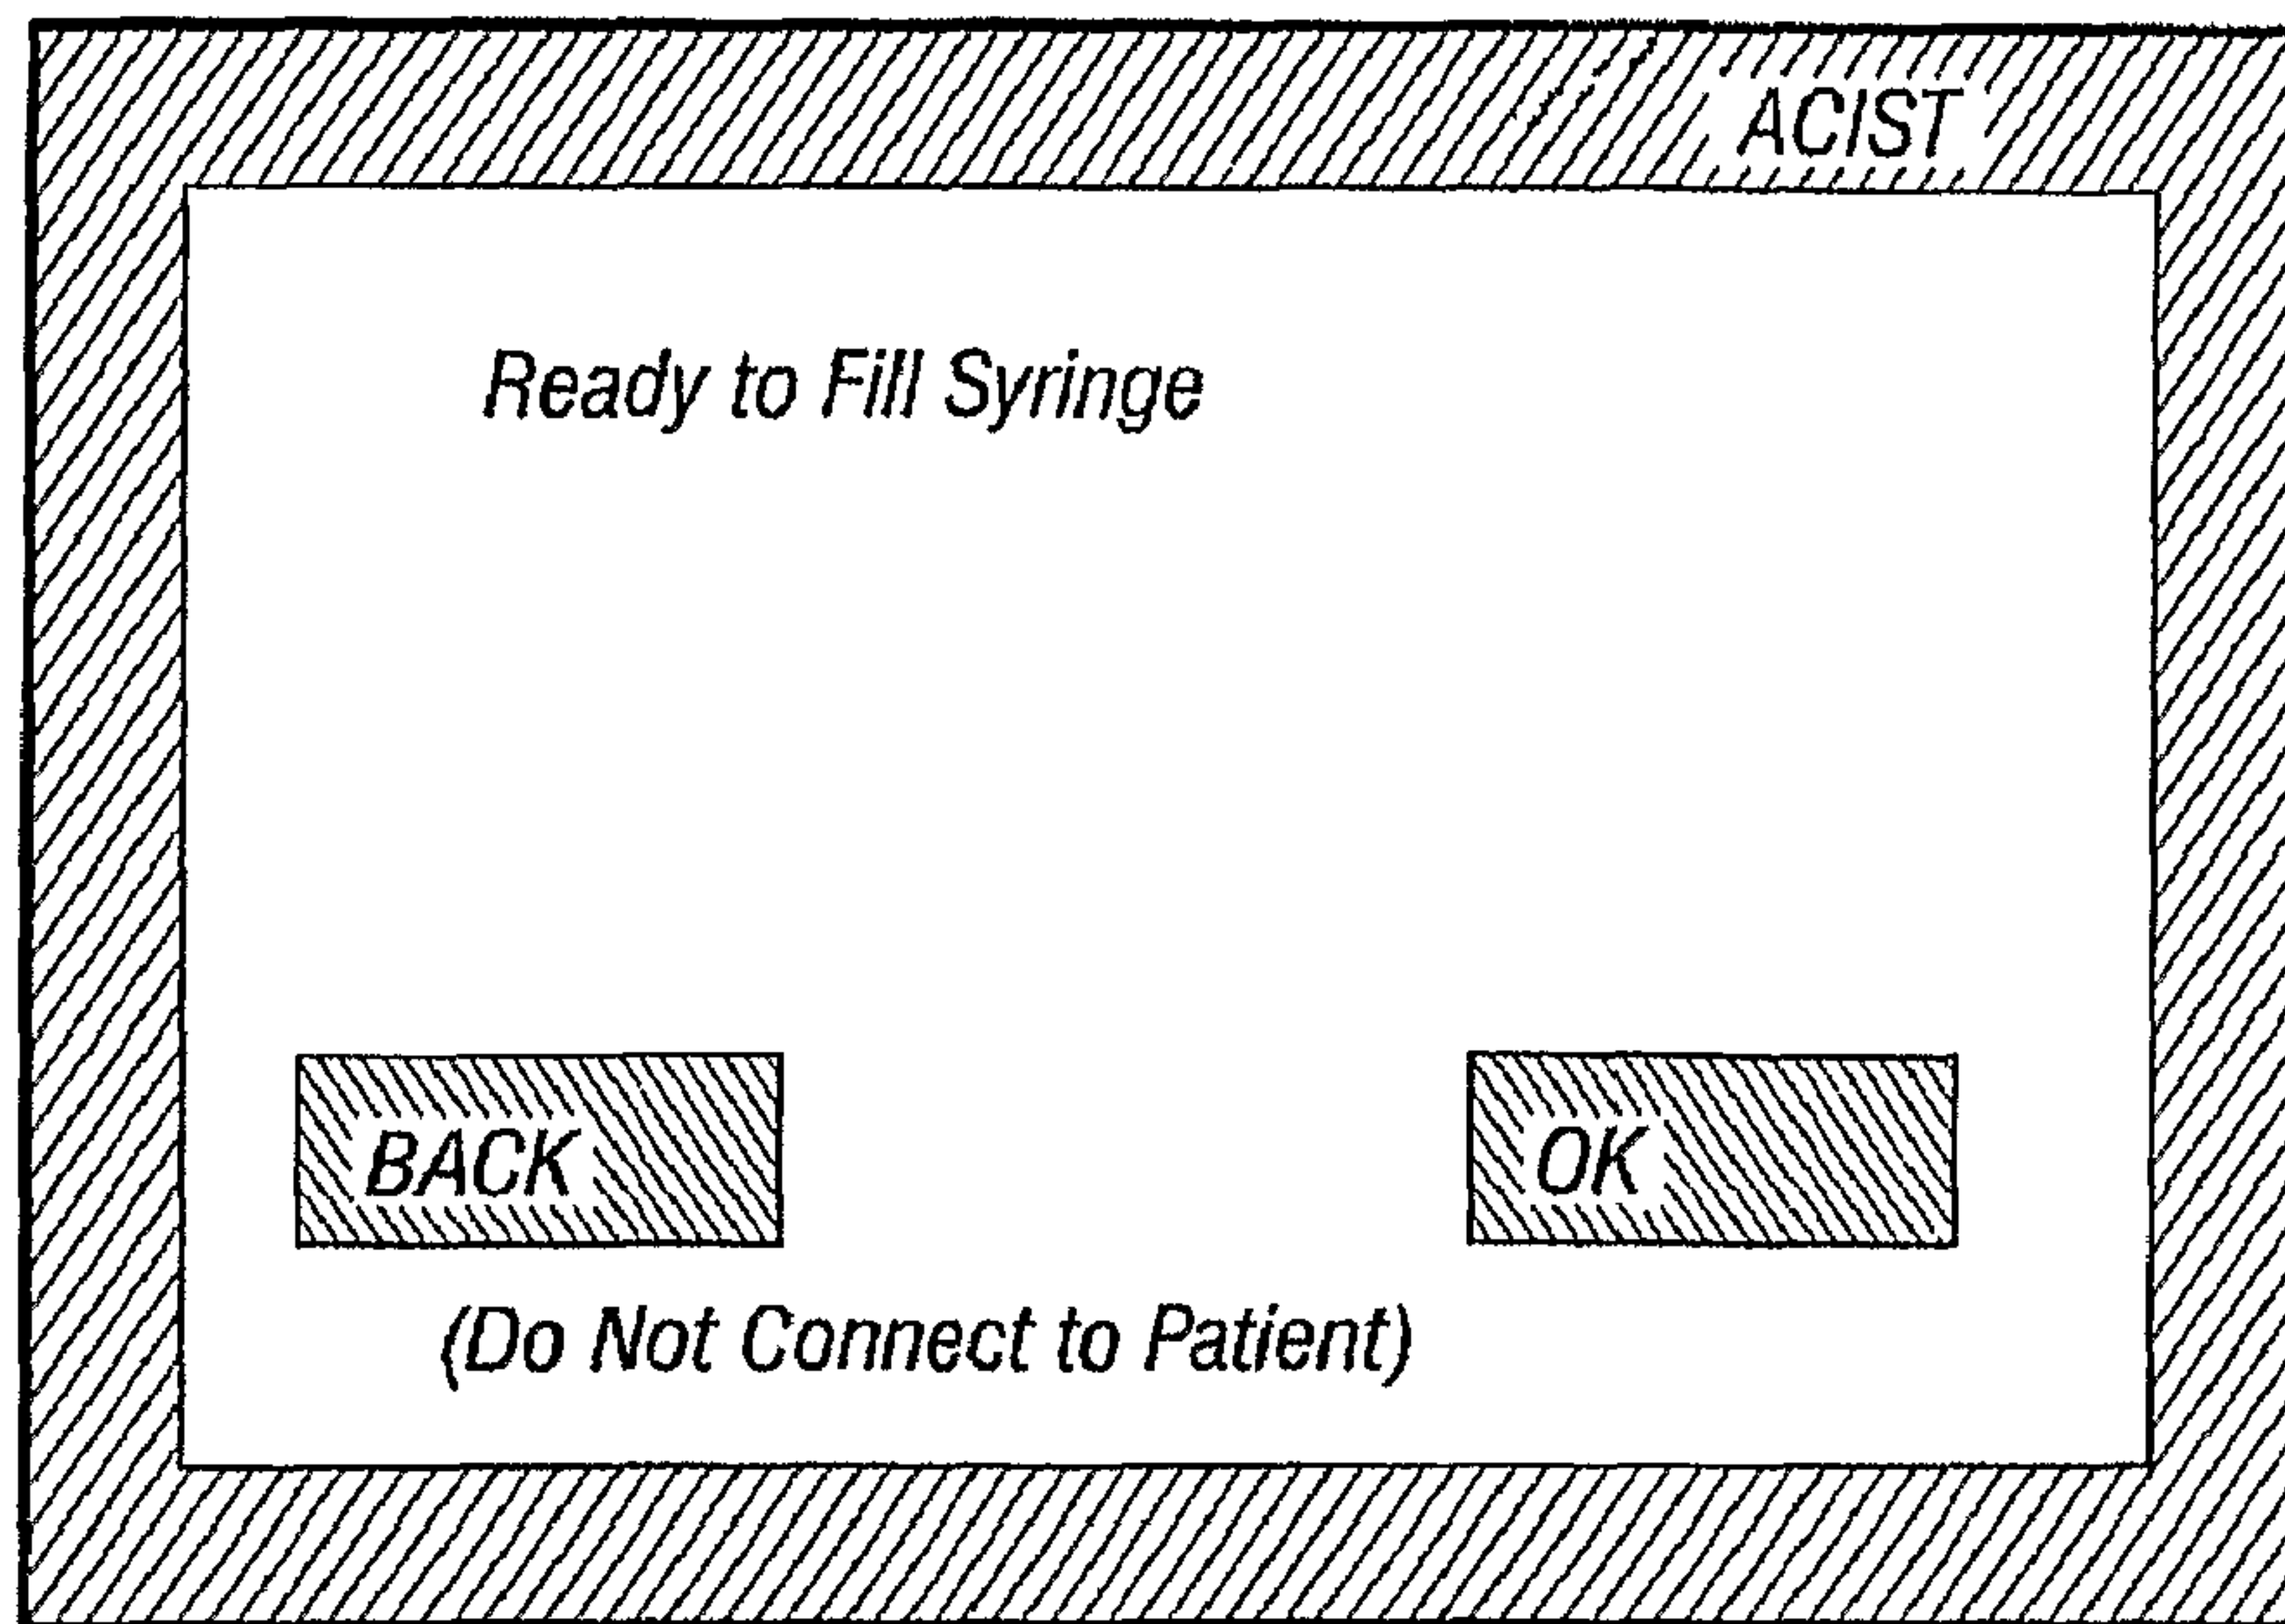 ACIST
Ready to Fill Syringe
BACK OK
(Do Not Connect to Patient)